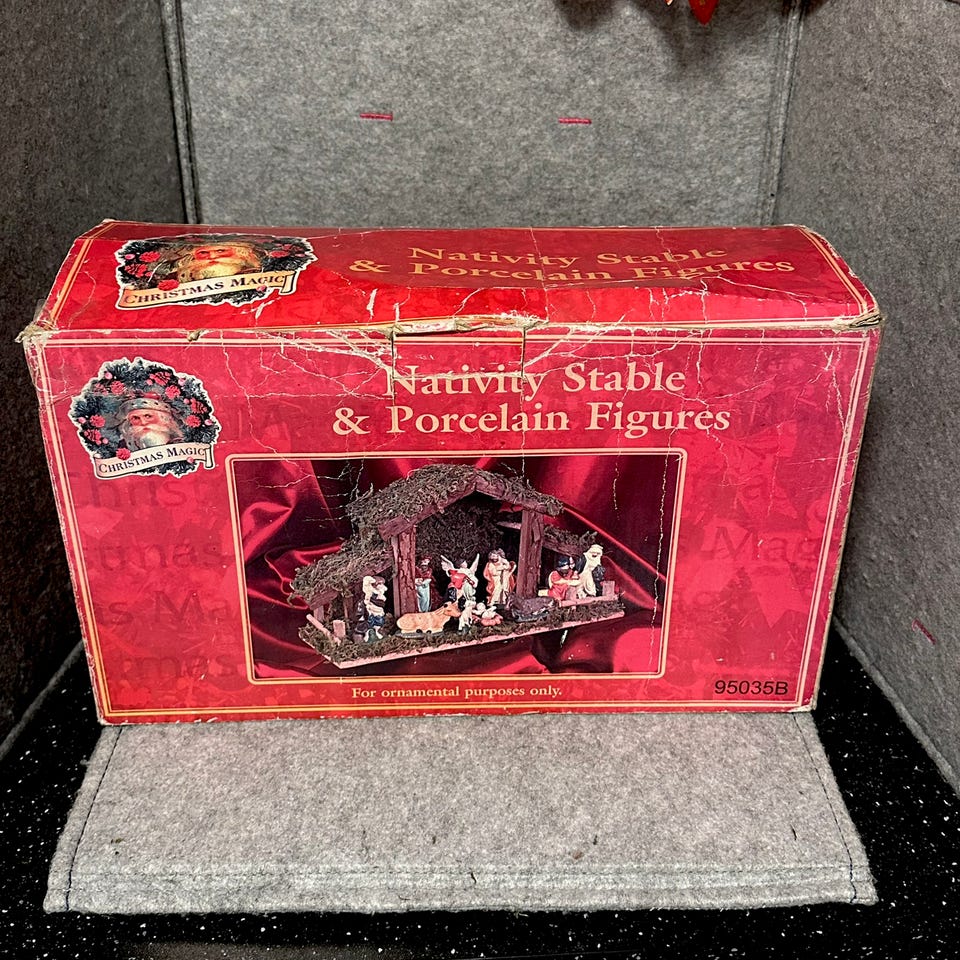 CHRISTMAS MAGIC
Nativity Stable
& Porcelain Figures
Nativity Stable
& Porcelain Figures
CHRISTMAS MAGIC
For ornamental purposes only.
95035B